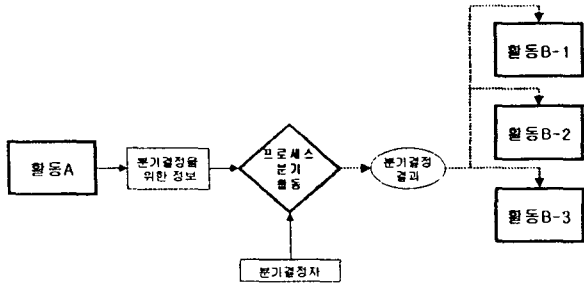 활동A
분기결정을
위한 정보
프로세스
분기
활동
분기결정
결과
활동B-1
활동B-2
활동B-3
분기결정자